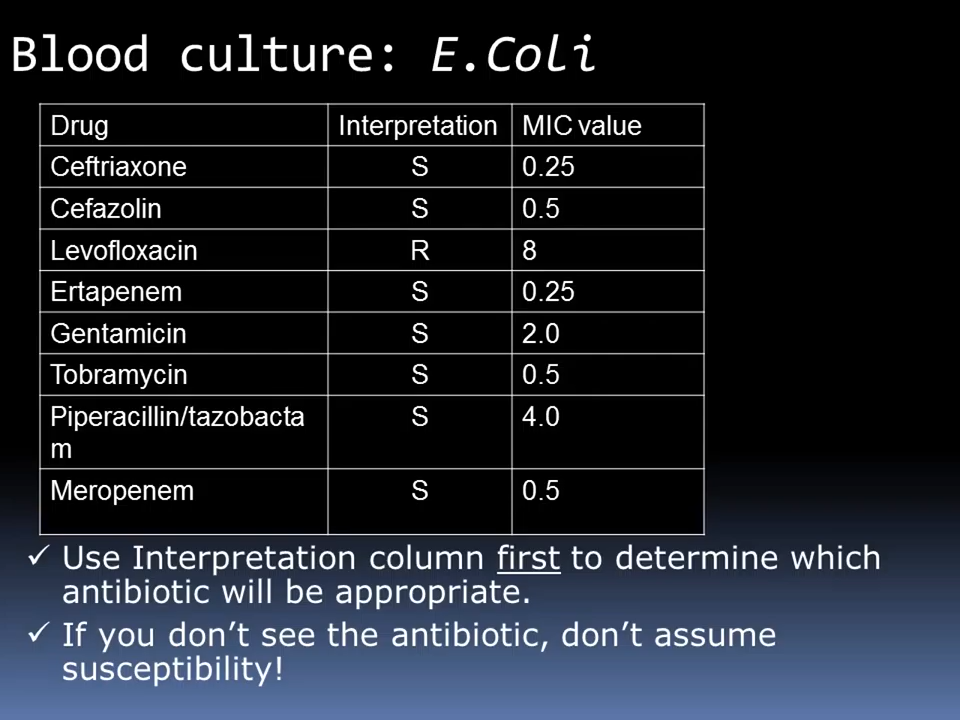 Blood culture: E.Coli
Drug Interpretation MIC value
Ceftriaxone S 0.25
Cefazolin S 0.5
Levofloxacin R 8
Ertapenem S 0.25
Gentamicin S 2.0
Tobramycin S 0.5
Piperacillin/tazobacta S 4.0
m
Meropenem S 0.5
✓ Use Interpretation column first to determine which
antibiotic will be appropriate.
✓ If you don’t see the antibiotic, don’t assume
susceptibility!